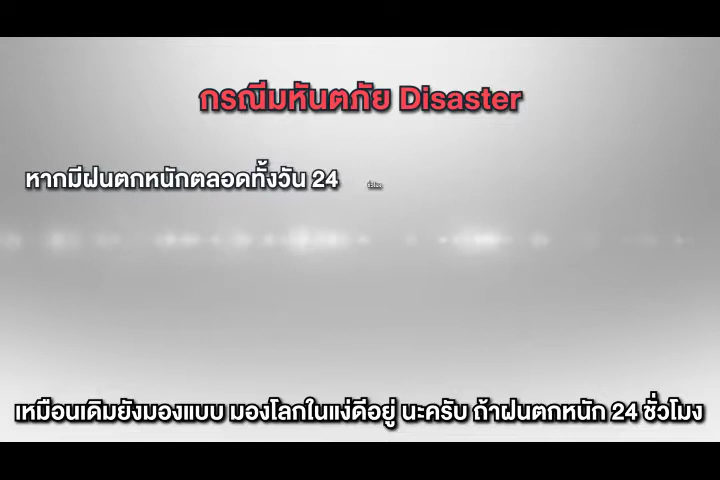 กรณีมหันตภัย Disaster
หากมีฝนตกหนักตลอดทั้งวัน 24
เหมือนเดิมยังมองแบบ มองโลกในแง่ดีอยู่ นะครับ ถ้าฝนตกหนัก 24 ชั่วโมง